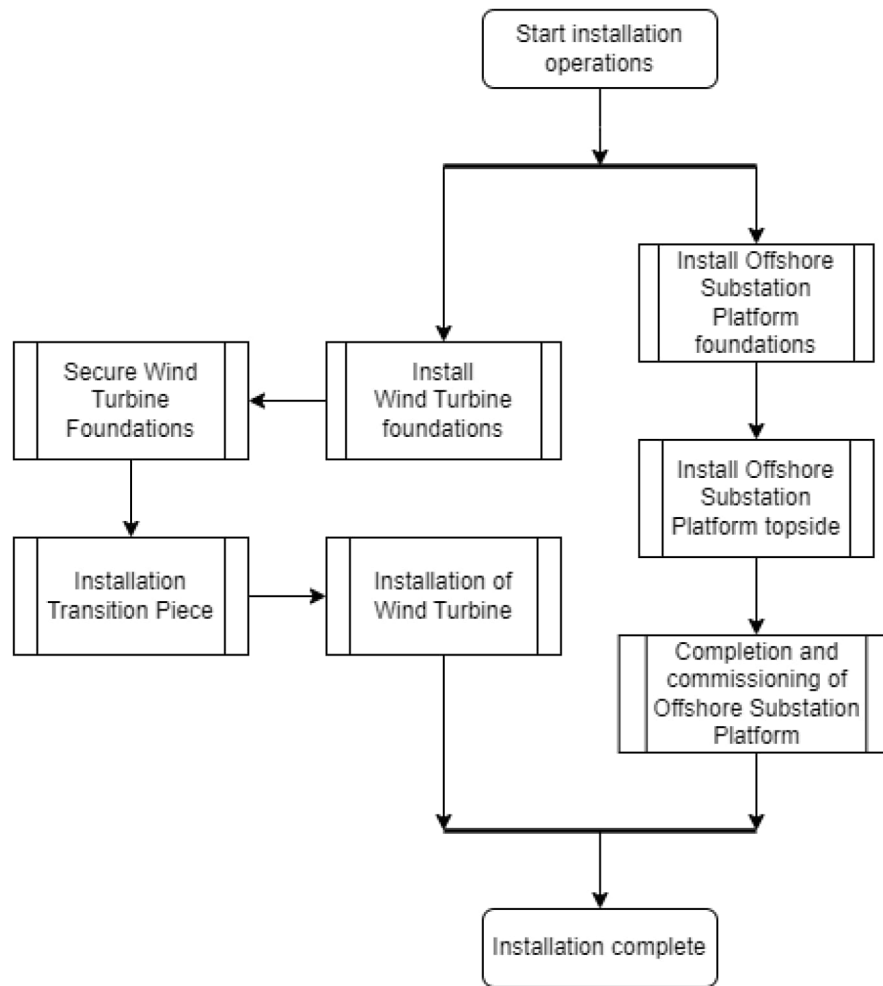 Start installation
operations
Install Offshore
Substation
Platform
foundations
Secure Wind
Turbine
Foundations
Install
Wind Turbine
foundations
Install Offshore
Substation
Platform topside
Installation
Transition Piece
Installation of
Wind Turbine
Completion and
commissioning of
Offshore Substation
Platform
Installation complete